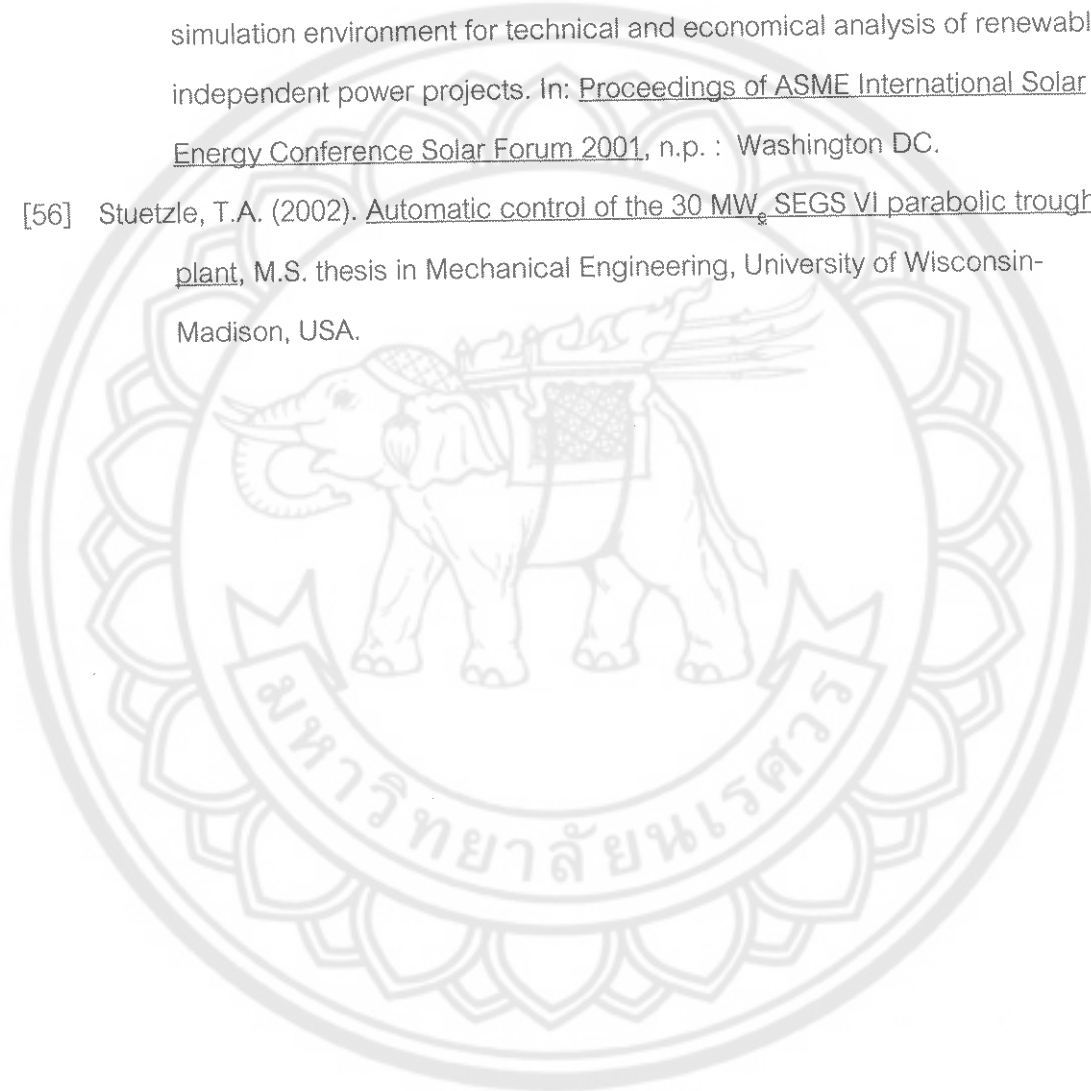 simulation environment for technical and economical analysis of renewabl
independent power projects. In: Proceedings of ASME International Solar
Energy Conference Solar Forum 2001, n.p. : Washington DC.
[56] Stuetzle, T.A. (2002). Automatic control of the 30 MWe SEGS VI parabolic trough
plant, M.S. thesis in Mechanical Engineering, University of Wisconsin-
Madison, USA.
มหาวิทยาลัยนเรศวร